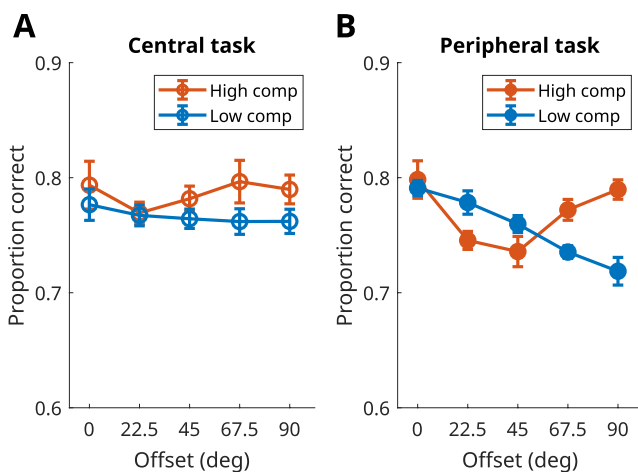 A
Central task
Proportion correct
0.9
0.8
0.7
0.6
High comp
Low comp
0 22.5 45 67.5 90
Offset (deg)
B
Peripheral task
Proportion correct
0.9
0.8
0.7
0.6
High comp
Low comp
0 22.5 45 67.5 90
Offset (deg)